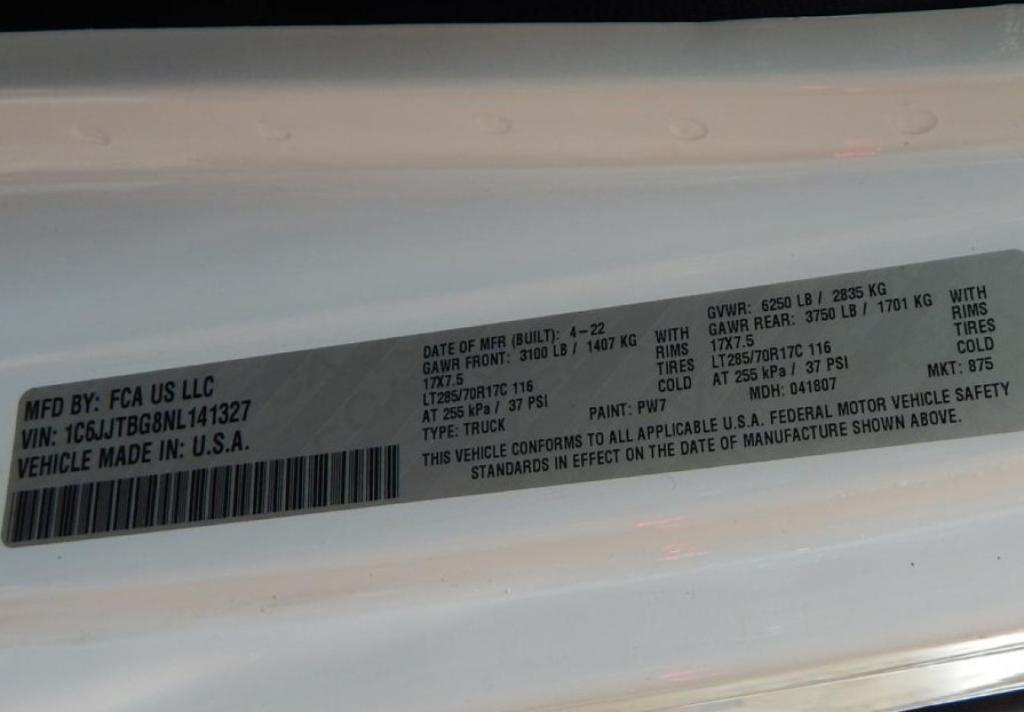 MFD BY: FCA US LLC
VIN: 1C6JJTBG8NL141327
VEHICLE MADE IN: U.S.A.
DATE OF MFR (BUILT): 4-22
GAWR FRONT: 3100 LB / 1407 KG WITH
17X7.5 RIMS
LT285/70R17C 116 TIRES
AT 255 kPa / 37 PSI COLD
TYPE: TRUCK PAINT: PW7
GVWR: 6250 LB / 2835 KG
GAWR REAR: 3750 LB / 1701 KG WITH
17X7.5 RIMS
LT285/70R17C 116 TIRES
AT 255 kPa / 37 PSI COLD
MDH: 041807 MKT: 875
THIS VEHICLE CONFORMS TO ALL APPLICABLE U.S.A. FEDERAL MOTOR VEHICLE SAFETY
STANDARDS IN EFFECT ON THE DATE OF MANUFACTURE SHOWN ABOVE.